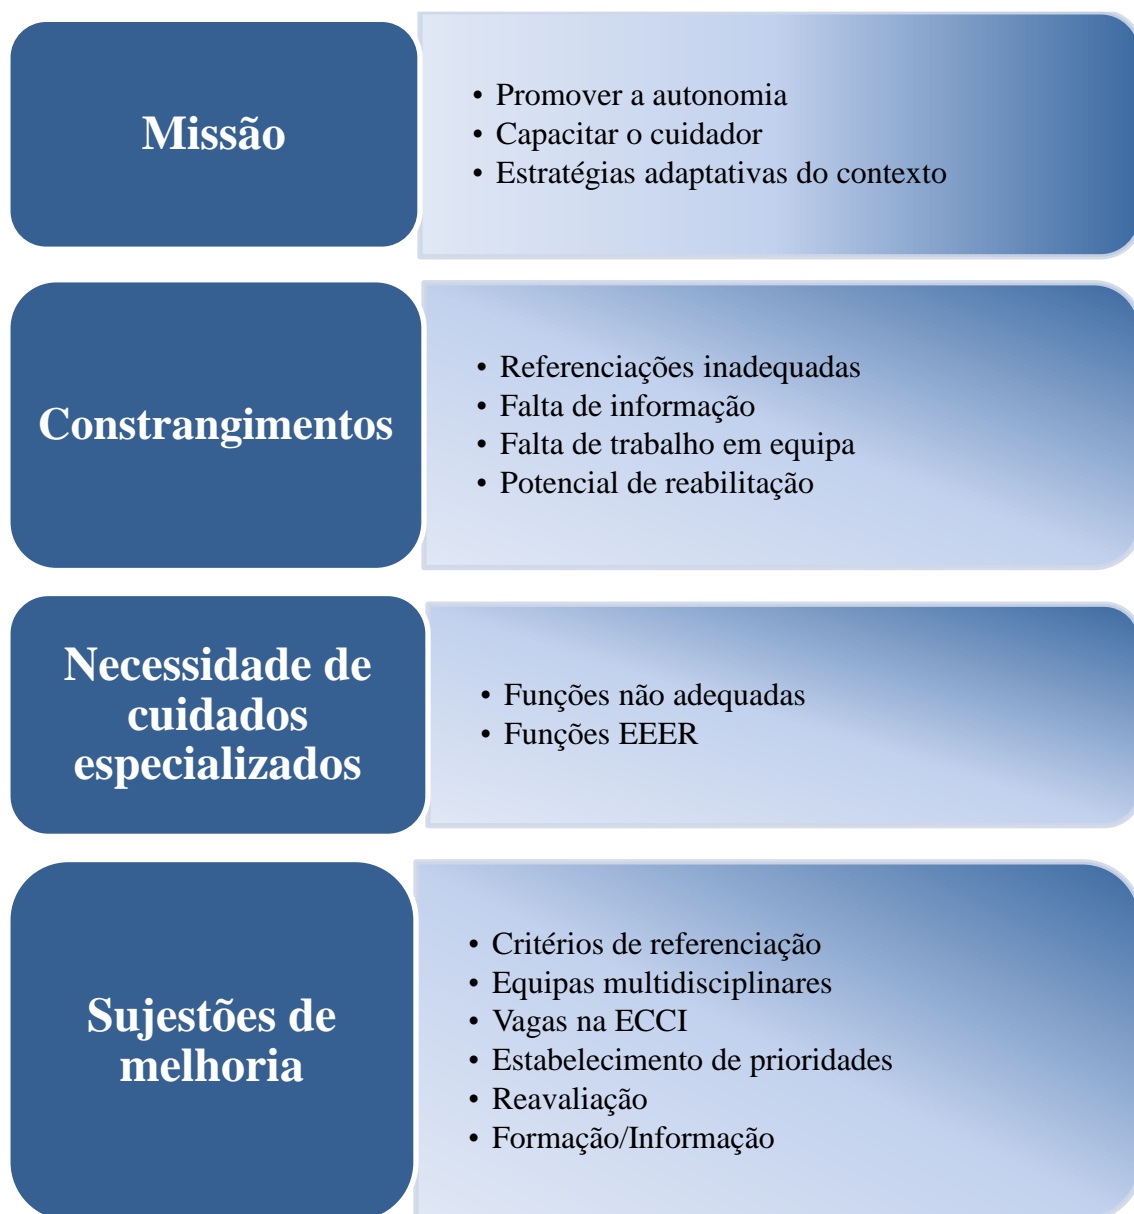 Missão
• Promover a autonomia
• Capacitar o cuidador
• Estratégias adaptativas do contexto
Constrangimentos
• Referenciações inadequadas
• Falta de informação
• Falta de trabalho em equipa
• Potencial de reabilitação
Necessidade de
cuidados
especializados
• Funções não adequadas
• Funções EEER
Sujestões de
melhoria
• Critérios de referenciação
• Equipas multidisciplinares
• Vagas na ECCI
• Estabelecimento de prioridades
• Reavaliação
• Formação/Informação